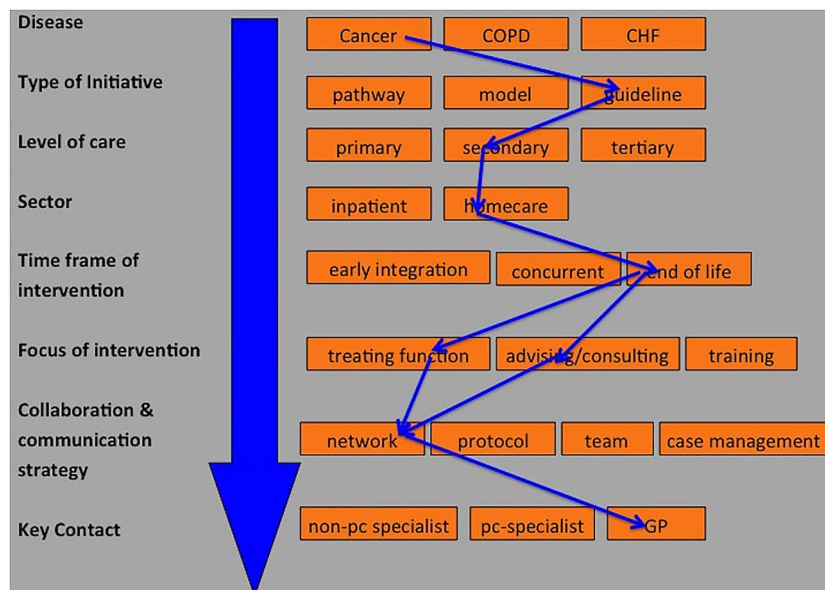 Disease
Cancer COPD CHF
Type of Initiative
pathway model guideline
Level of care
primary secondary tertiary
Sector
inpatient homecare
Time frame of
intervention
early integration concurrent end of life
Focus of intervention
treating function advising/consulting training
Collaboration &
communication
strategy
network protocol team case management
Key Contact
non-pc specialist pc-specialist GP